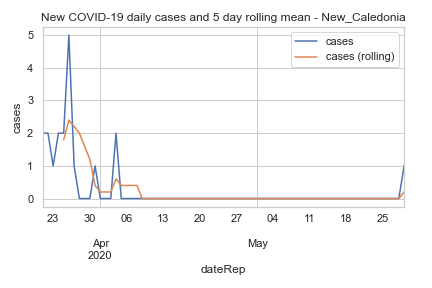 New COVID-19 daily cases and 5 day rolling mean - New_Caledonia
cases
cases (rolling)
cases
5
4
3
2
1
0
23 30 06 13 20 27 04 11 18 25
Apr May
2020
dateRep